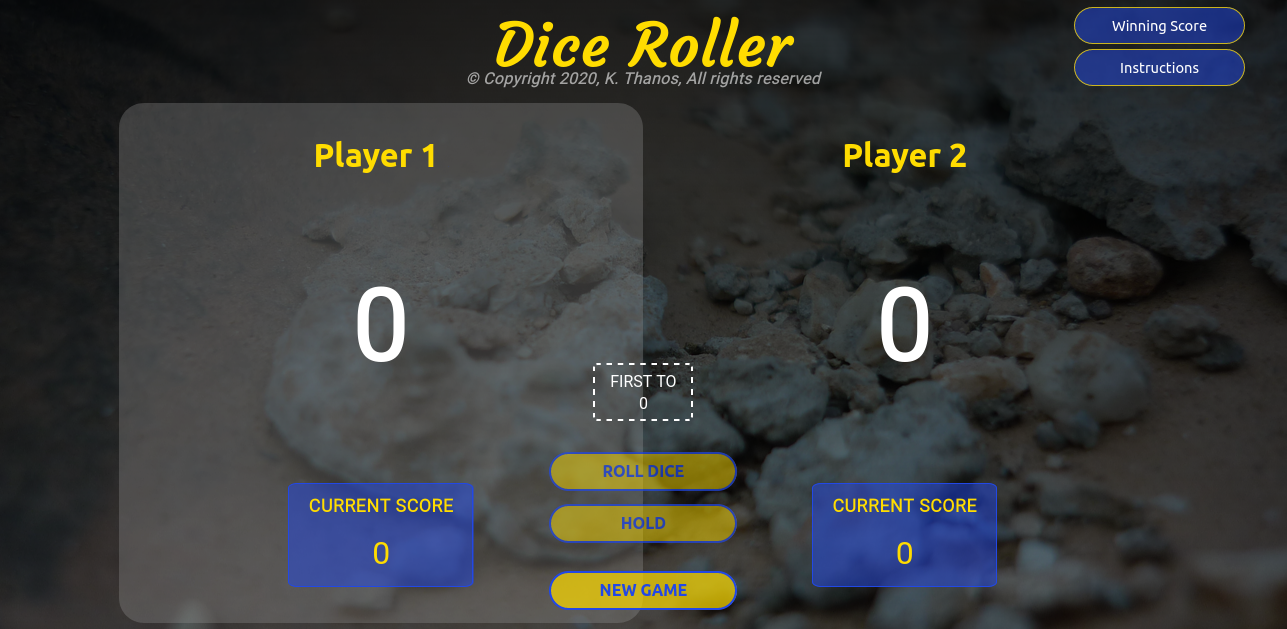 Dice Roller
© Copyright 2020, K. Thanos, All rights reserved
Winning Score
Instructions
Player 1
Player 2
0
0
FIRST TO
0
ROLL DICE
HOLD
NEW GAME
CURRENT SCORE
0
CURRENT SCORE
0